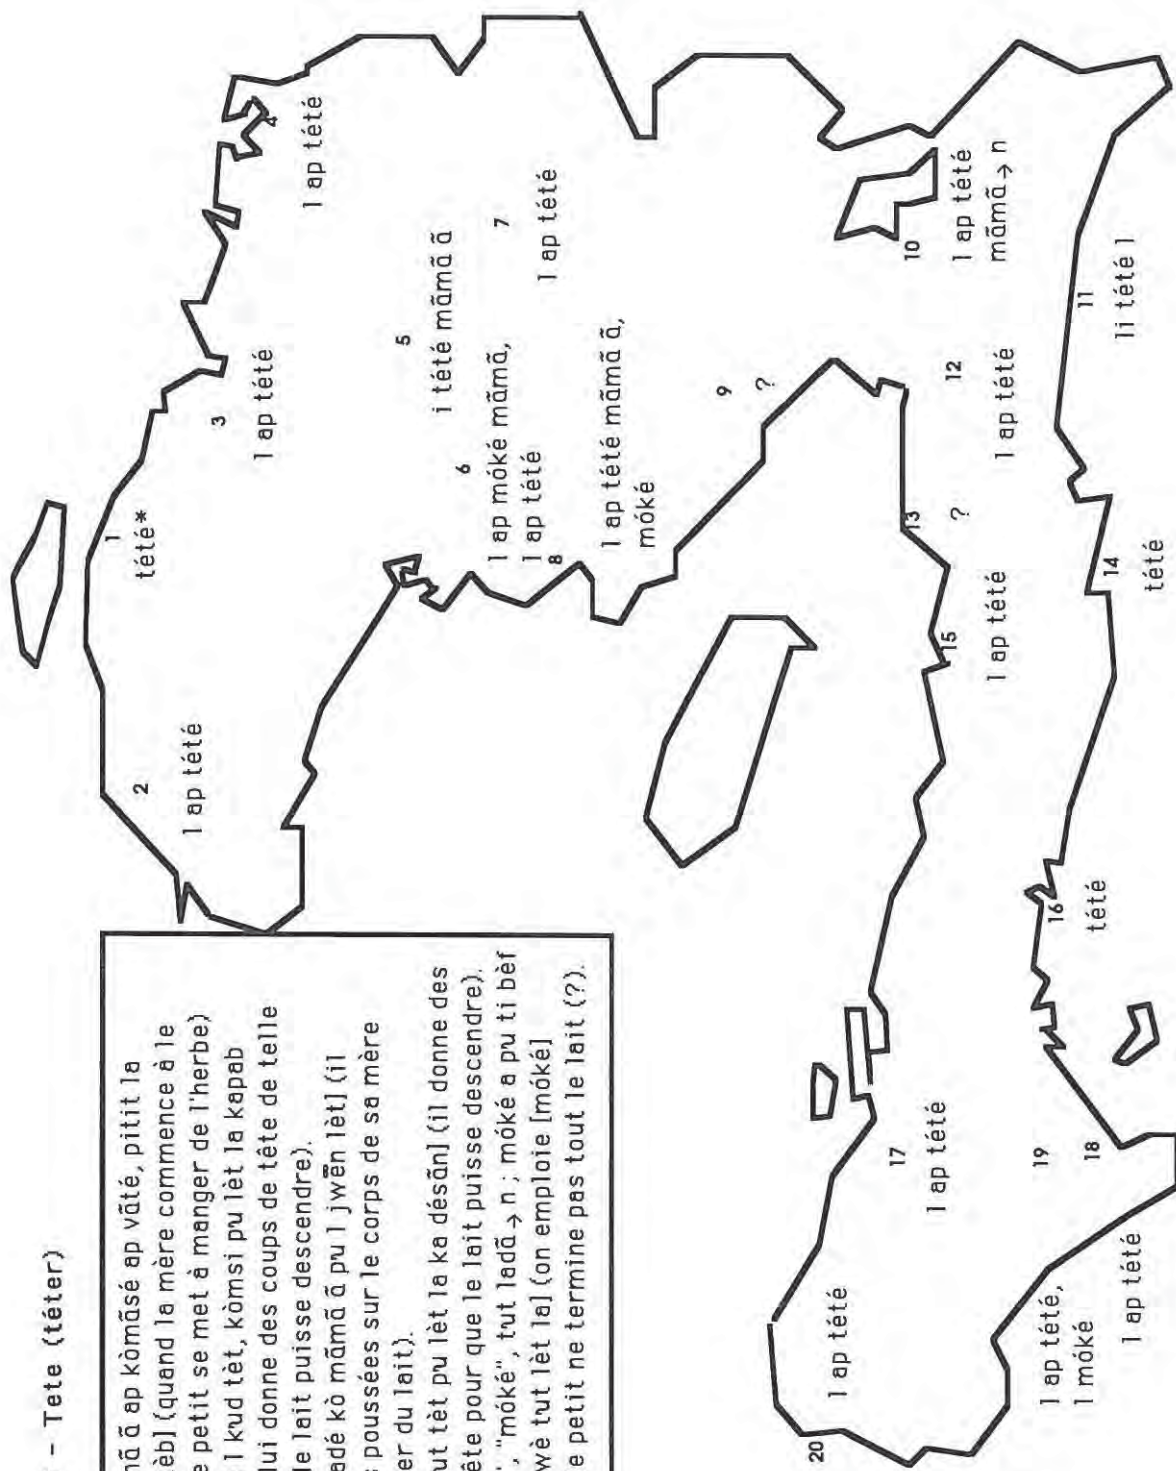 – Tete (téter)
ã ap kòmãsé ap vãté, pitit la
èb] (quand la mère commence à le
e petit se met à manger de l'herbe)
l kud tèt, kòmsi pu lèt la kapab
lui donne des coups de tête de telle
le lait puisse descendre).
adé kò mãmã ã pu l jwẽn lèt] (il
poussées sur le corps de sa mère
er du lait).
ut tèt pu lèt la ka désãn] (il donne des
ête pour que le lait puisse descendre).
", "móké", tut ladã → n ; móké a pu ti bèf
wè tut lèt la] (on emploie [móké]
e petit ne termine pas tout le lait (?).
1
tété*
2
l ap tété
3
l ap tété
4
l ap tété
5
i tété mãmã ã
6
l ap móké mãmã,
l ap tété
7
l ap tété
8
l ap tété mãmã ã,
móké
9
?
10
l ap tété
mãmã → n
11
li tété l
12
l ap tété
13
?
14
tété
15
l ap tété
16
tété
17
l ap tété
18
l ap tété
19
l ap tété,
l móké
20
l ap tété